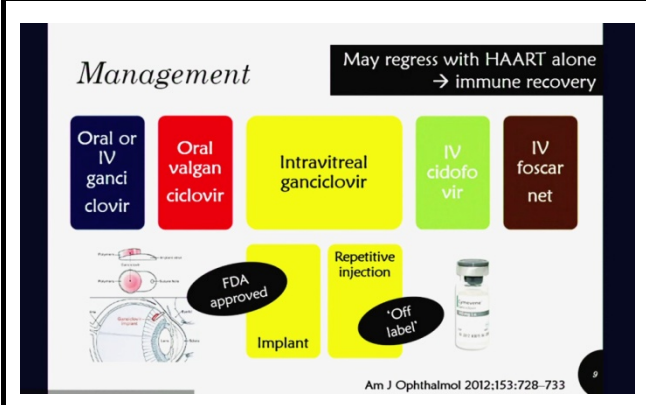 Management
May regress with HAART alone
→ immune recovery
Oral or
IV
ganci
clovir
Oral
valgan
ciclovir
Intravitreal
ganciclovir
IV
cidofo
vir
IV
foscar
net
FDA
approved
Implant
Repetitive
injection
'Off
label'
Am J Ophthalmol 2012;153:728–733
9